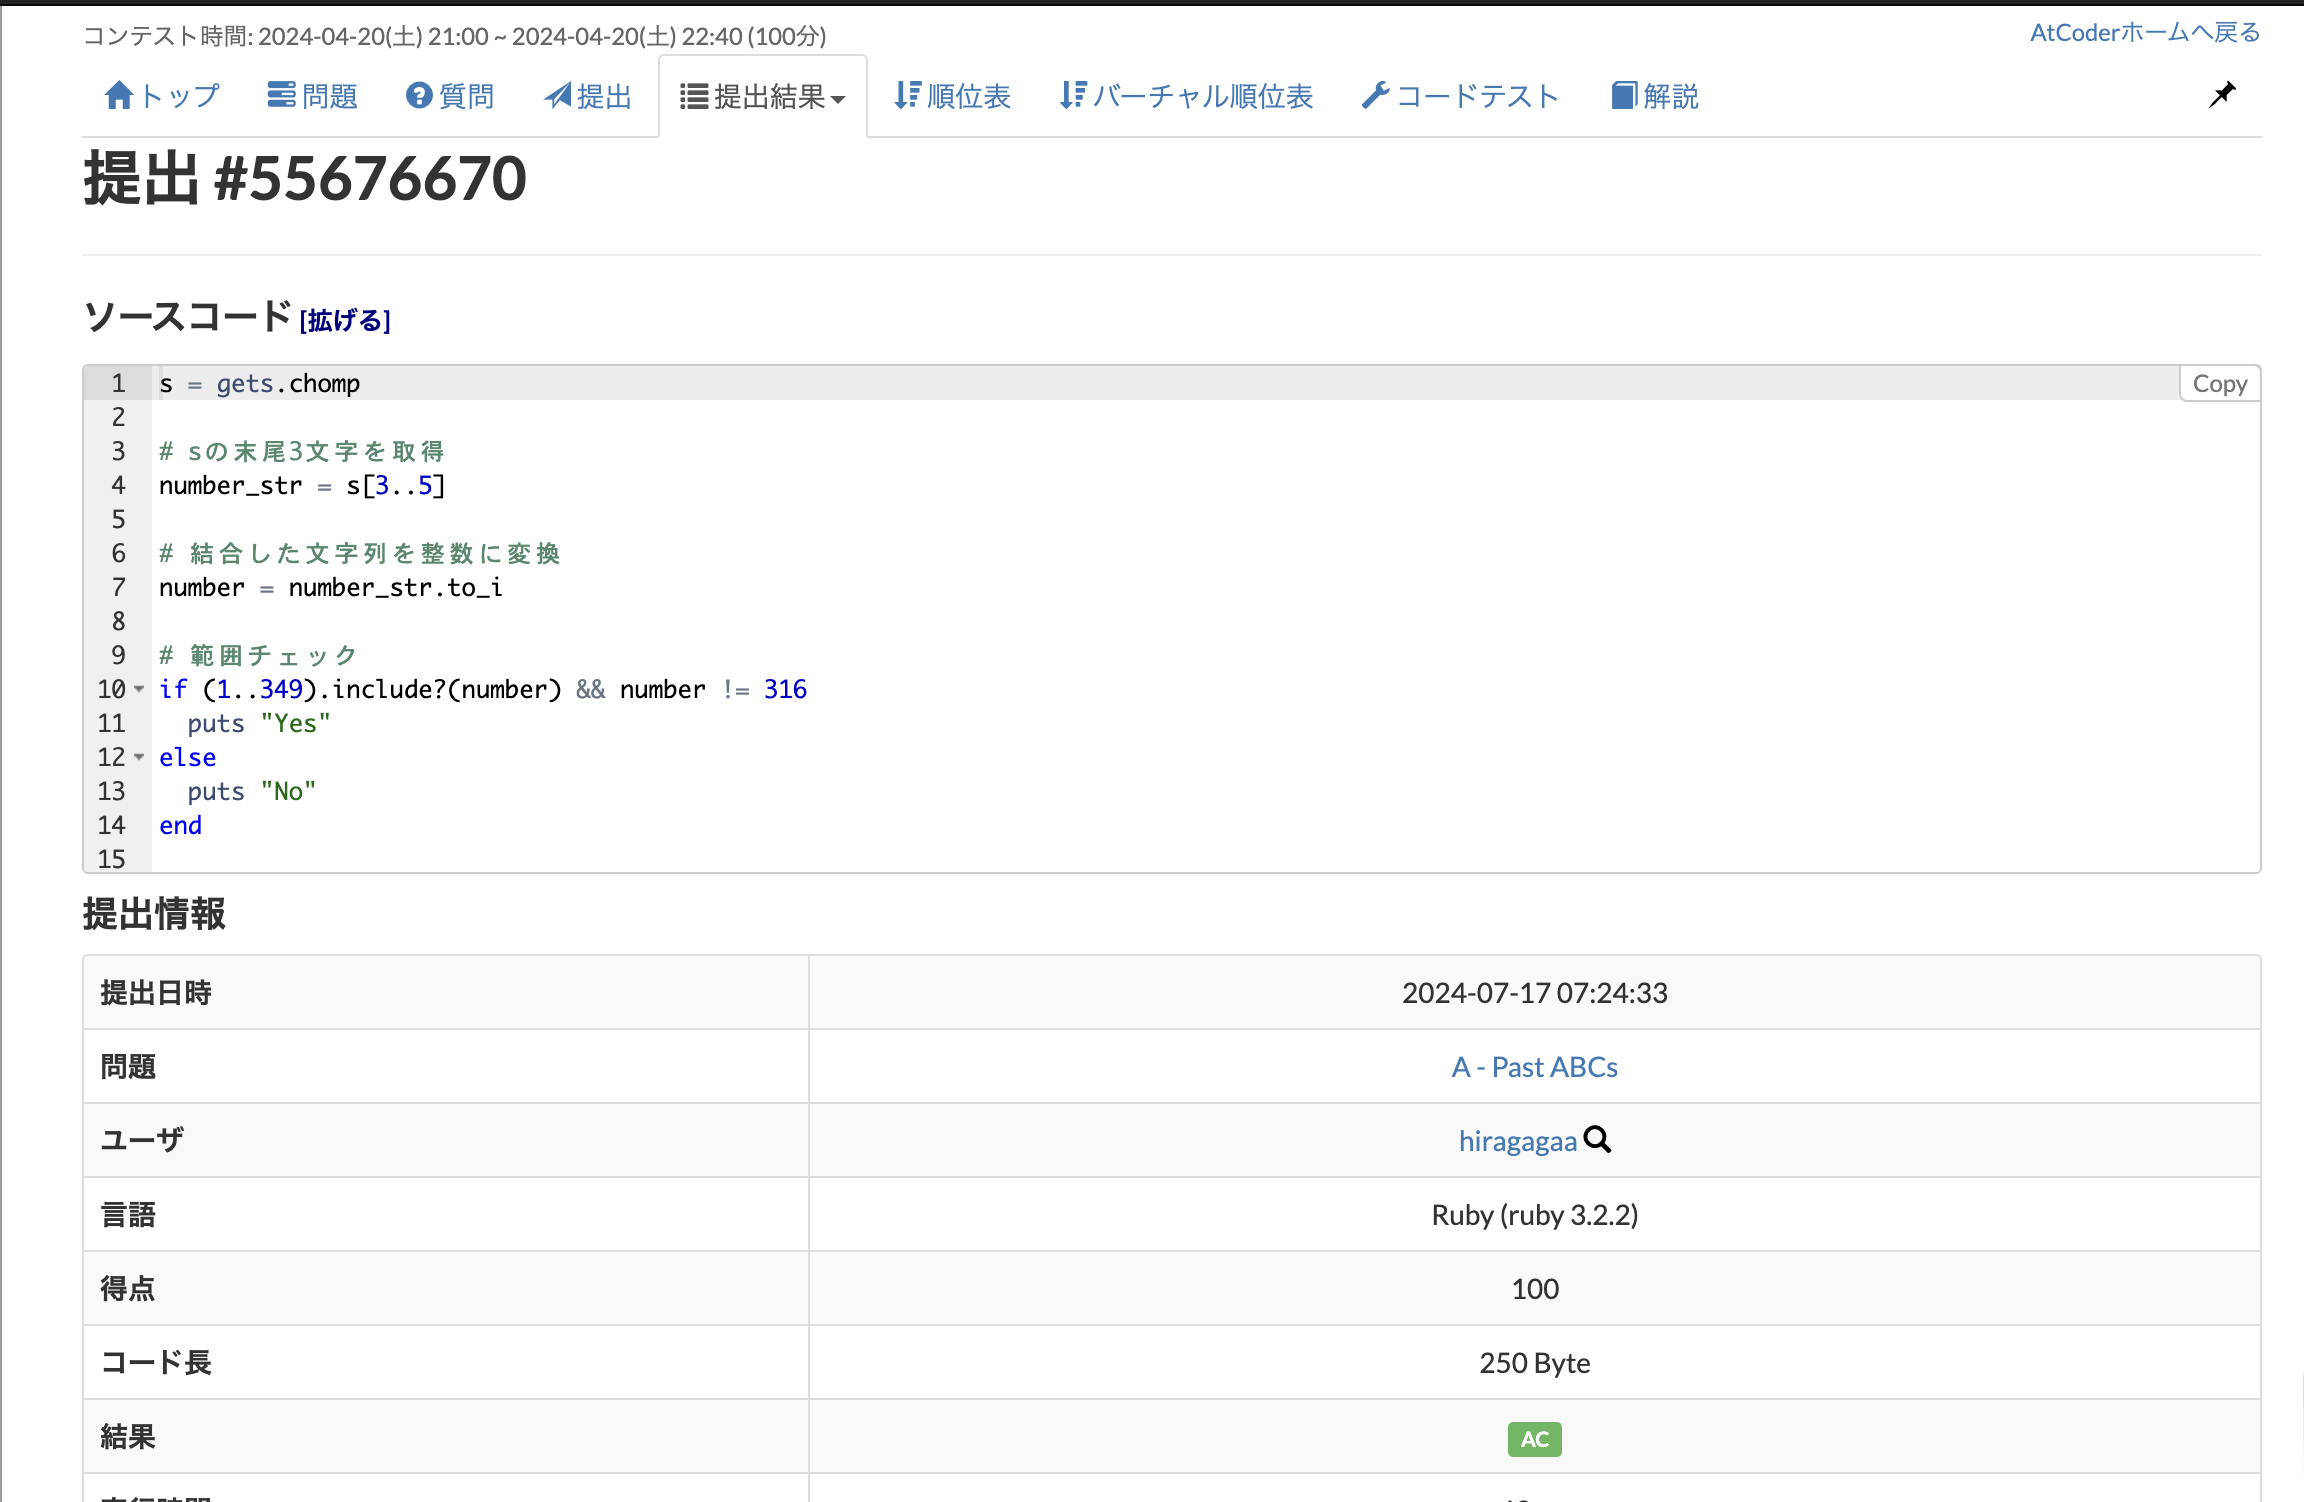 コンテスト時間: 2024-04-20(土) 21:00 ~ 2024-04-20(土) 22:40 (100分)
AtCoderホームへ戻る
トップ 問題 質問 提出 提出結果 順位表 バーチャル順位表 コードテスト 解説
提出 #55676670
ソースコード [拡げる]
Copy
1 s = gets.chomp
2
3 # sの末尾3文字を取得
4 number_str = s[3..5]
5
6 # 結合した文字列を整数に変換
7 number = number_str.to_i
8
9 # 範囲チェック
10 if (1..349).include?(number) && number != 316
11   puts "Yes"
12 else
13   puts "No"
14 end
15
提出情報
提出日時 2024-07-17 07:24:33
問題 A - Past ABCs
ユーザ hiragagaa
言語 Ruby (ruby 3.2.2)
得点 100
コード長 250 Byte
結果 AC